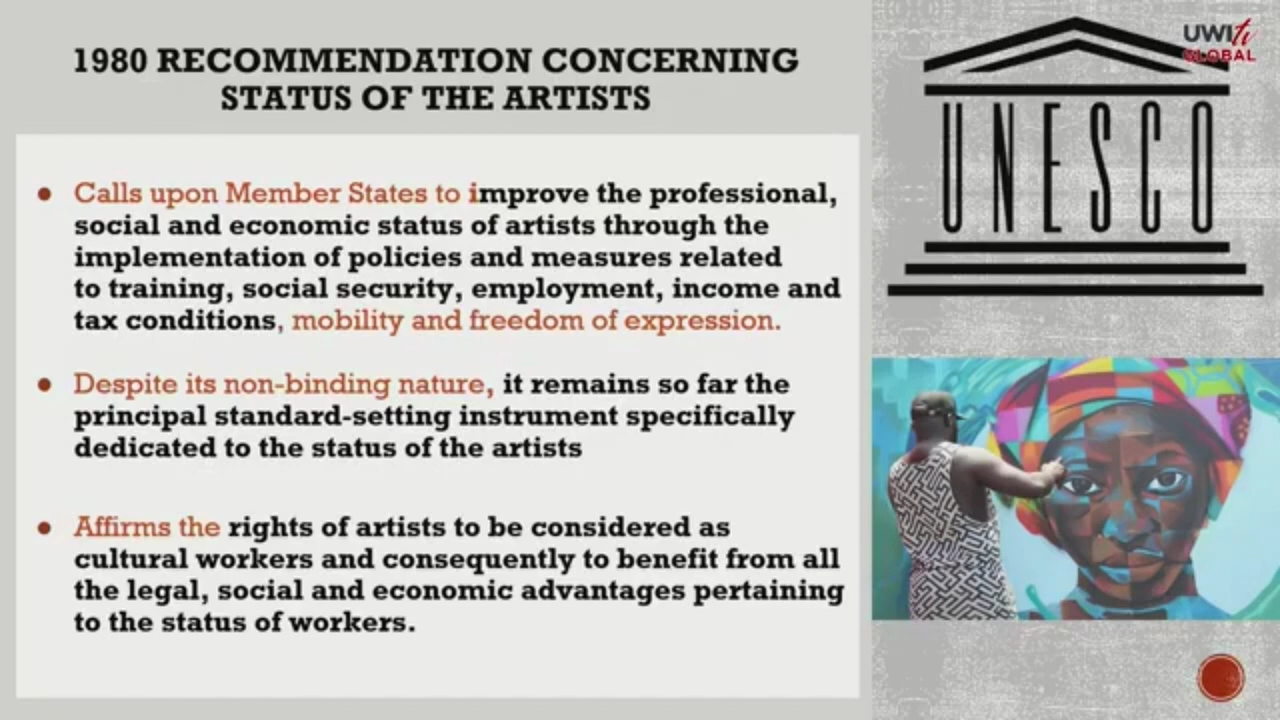 1980 RECOMMENDATION CONCERNING
STATUS OF THE ARTISTS
• Calls upon Member States to improve the professional,
social and economic status of artists through the
implementation of policies and measures related
to training, social security, employment, income and
tax conditions, mobility and freedom of expression.
• Despite its non-binding nature, it remains so far the
principal standard-setting instrument specifically
dedicated to the status of the artists
• Affirms the rights of artists to be considered as
cultural workers and consequently to benefit from all
the legal, social and economic advantages pertaining
to the status of workers.
UWItv
GLOBAL
UNESCO